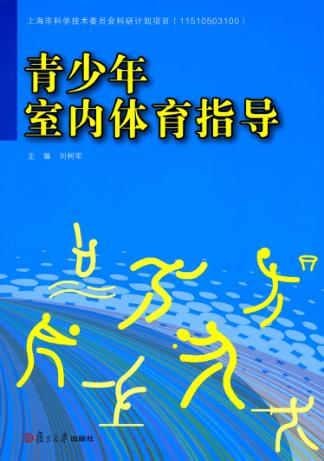 上海市科学技术委员会科研计划项目（11510503100）
青少年
室内体育指导
主 编 刘树军
复旦大学出版社